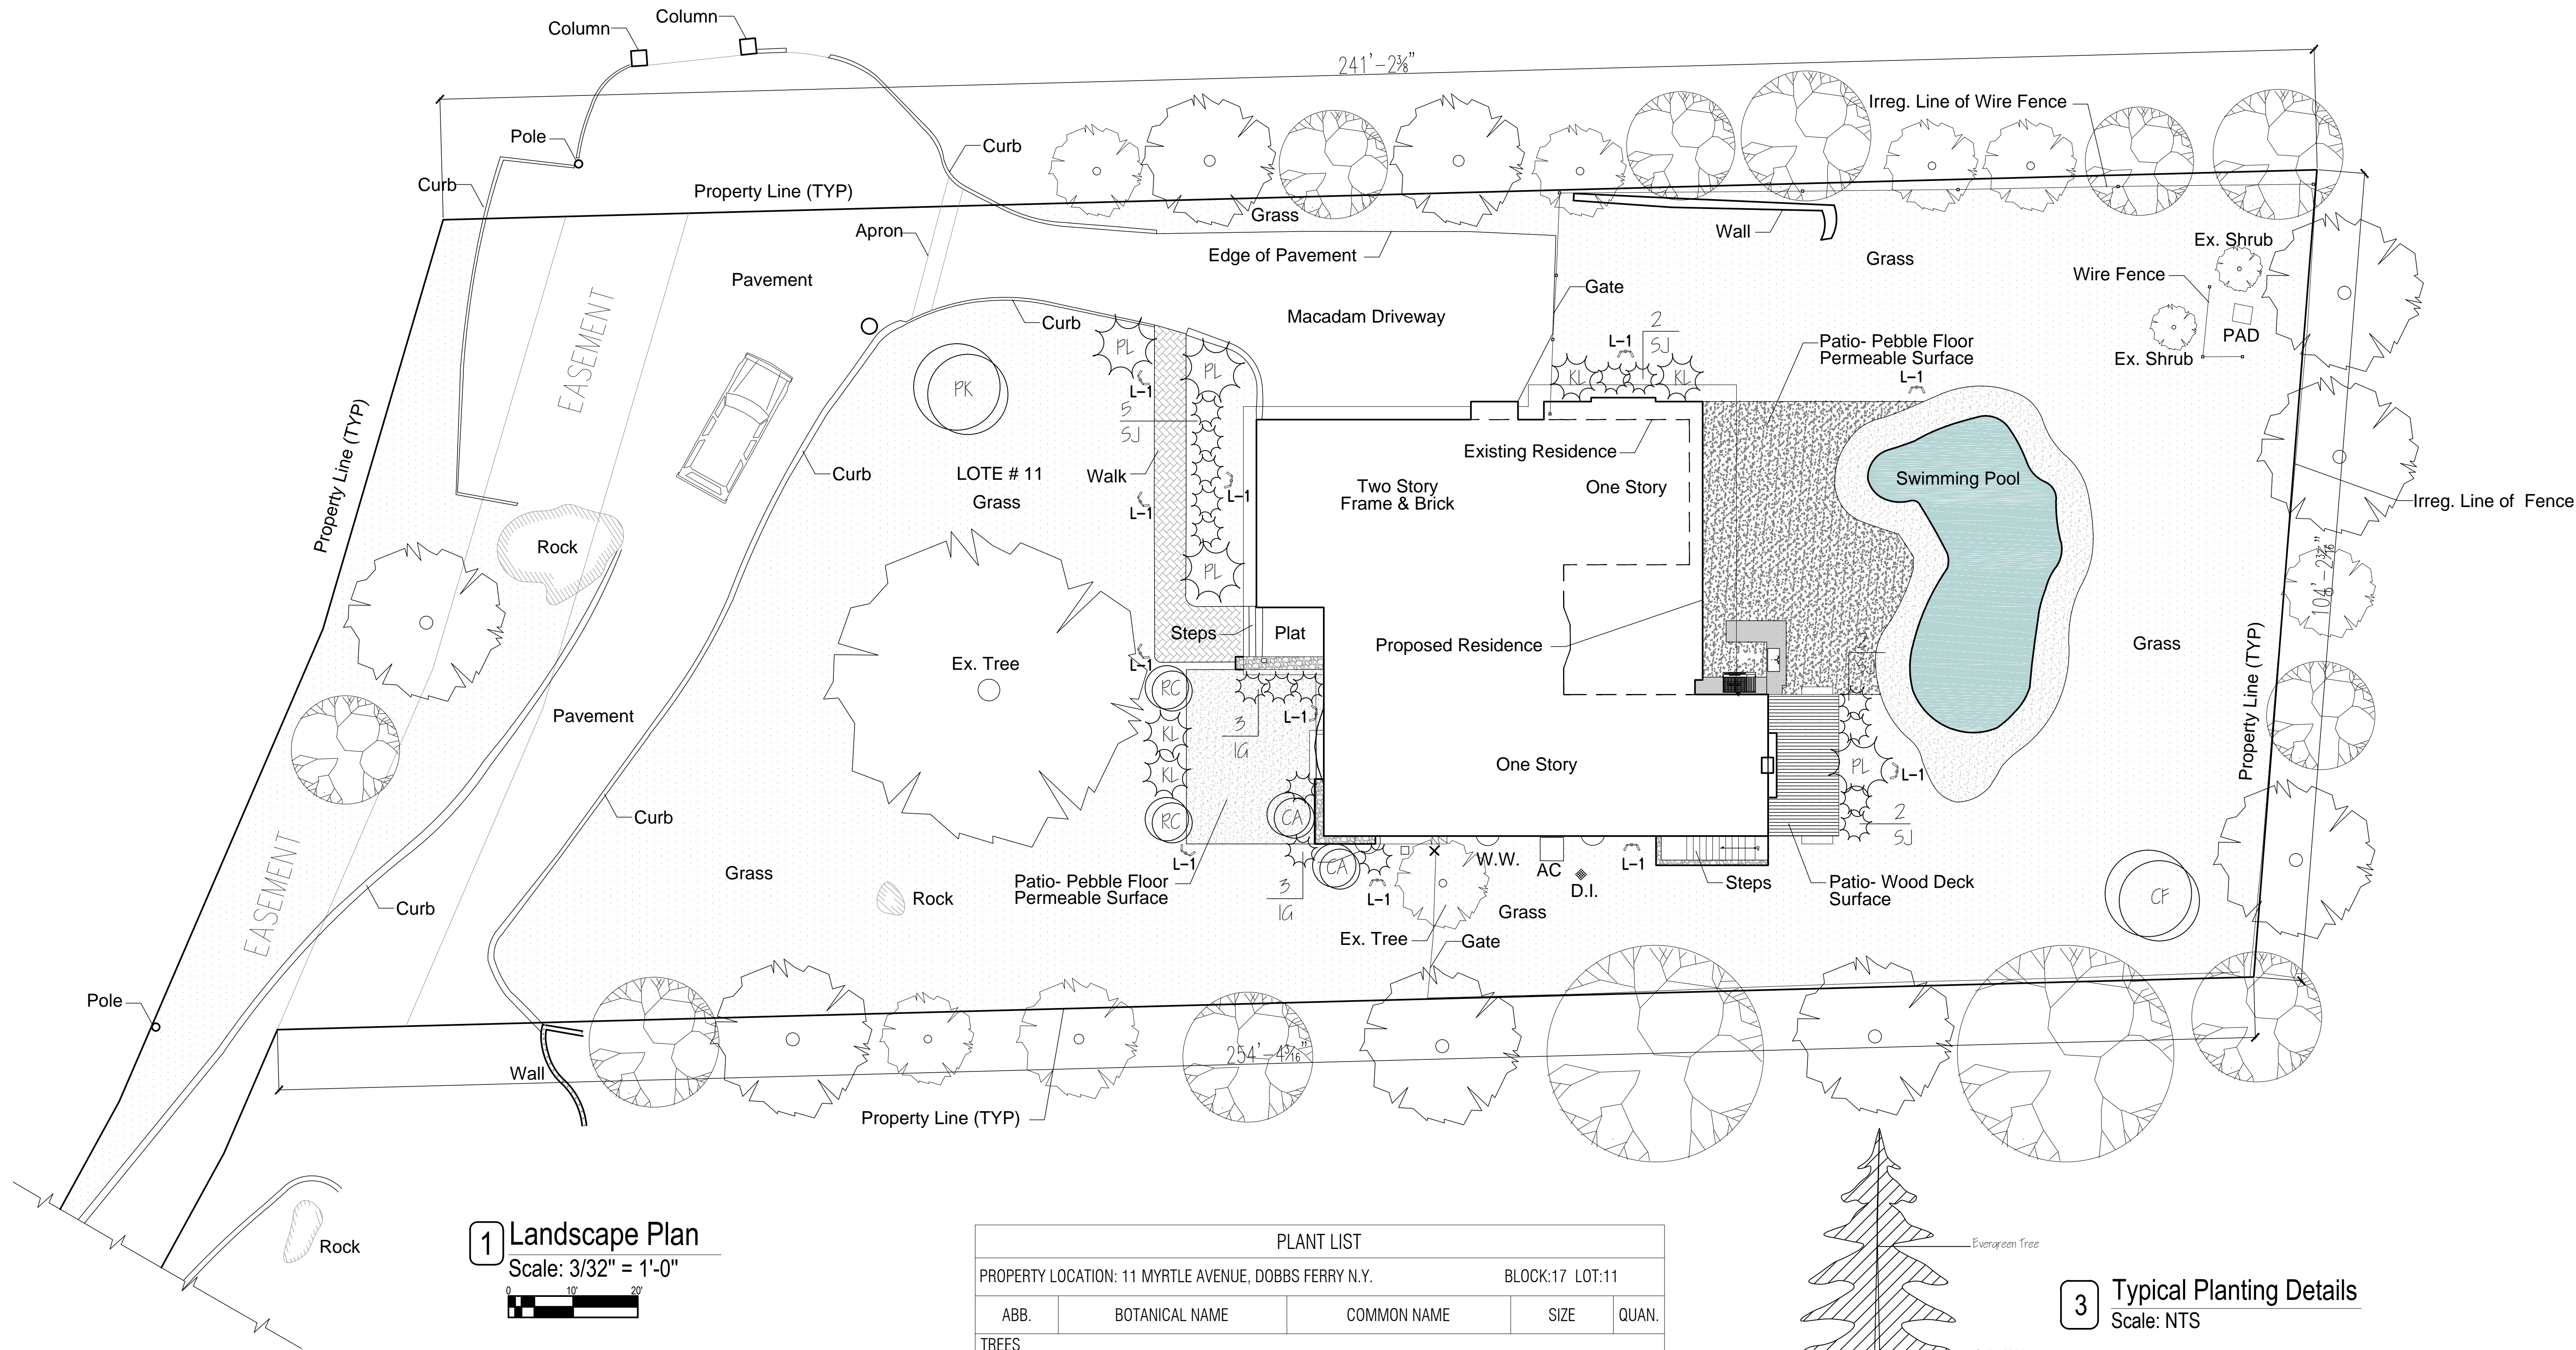 Column
Column
241'-2⅜"
Irreg. Line of Wire Fence
Pole
Curb
Curb
Property Line (TYP)
Grass
Apron
Wall
Ex. Shrub
Edge of Pavement
Grass
Pavement
Wire Fence
Gate
EASEMENT
Curb
Macadam Driveway
2
SJ
L-1
PAD
Patio- Pebble Floor
Permeable Surface
Ex. Shrub
PL
PL
KL
KL
L-1
L-1
PK
5
SJ
Property Line (TYP)
Existing Residence
Curb
LOTE # 11
Walk
Two Story
Frame & Brick
One Story
Swimming Pool
L-1
Grass
L-1
Irreg. Line of Fence
Rock
PL
104'-2
Steps
Plat
Proposed Residence
Grass
Ex. Tree
L-1
RC
Pavement
L-1
3
IG
KL
Property Line (TYP)
One Story
PL
L-1
KL
Curb
RC
CA
2
SJ
EASEMENT
Grass
L-1
CA
W.W.
AC
L-1
D.I.
Patio- Pebble Floor
Permeable Surface
3
IG
L-1
Steps
Patio- Wood Deck
Surface
CF
Rock
Curb
Grass
Ex. Tree
Gate
Pole
254'-4 3/16"
Wall
Property Line (TYP)
Rock
1
Landscape Plan
Scale: 3/32" = 1'-0"
0 10' 20'
PLANT LIST
PROPERTY LOCATION: 11 MYRTLE AVENUE, DOBBS FERRY N.Y. BLOCK:17 LOT:11
ABB. BOTANICAL NAME COMMON NAME SIZE QUAN.
TREES
Evergreen Tree
3
Typical Planting Details
Scale: NTS